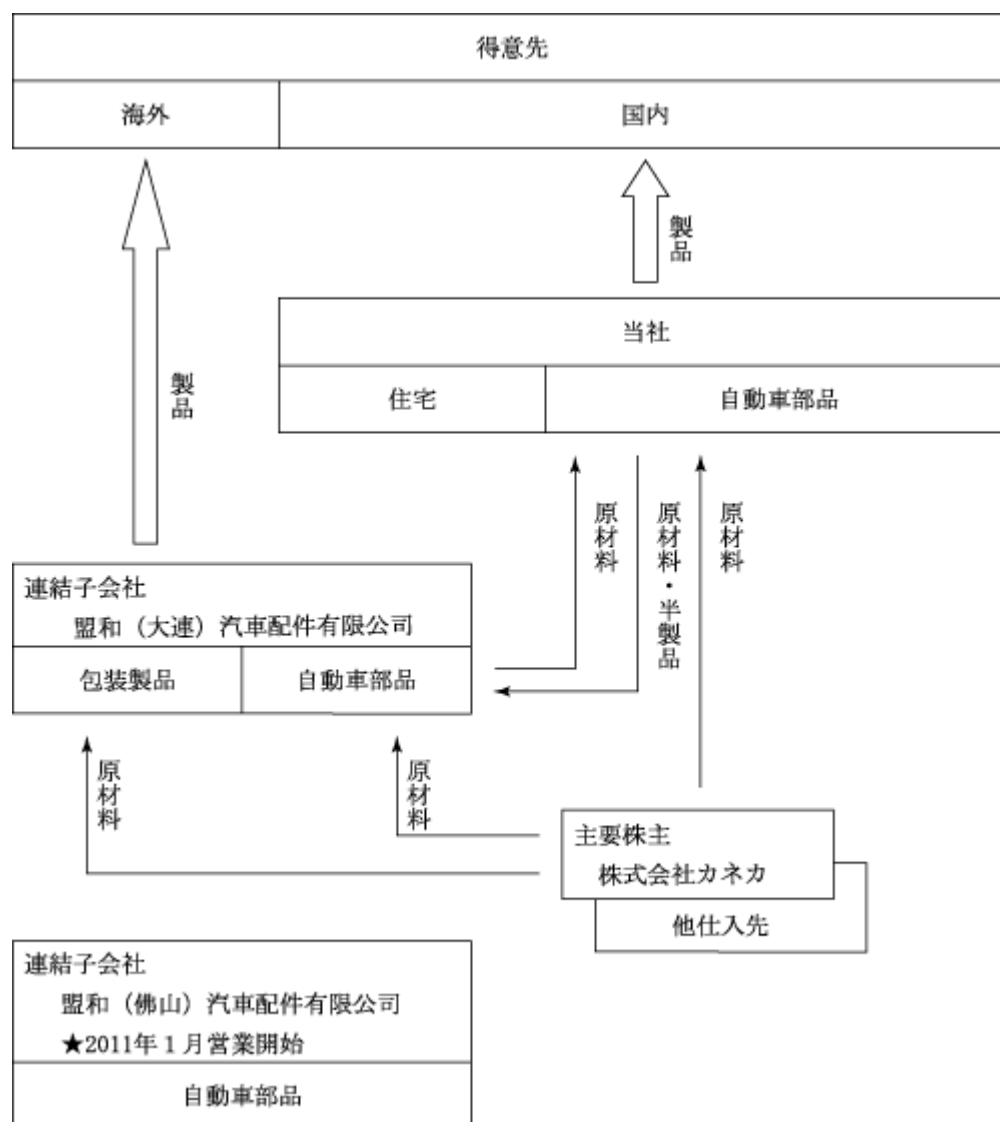 得意先
海外
国内
製品
当社
住宅
自動車部品
製品
原材料
原材料・半製品
原材料
連結子会社
盟和（大連）汽車配件有限公司
包装製品
自動車部品
原材料
原材料
主要株主
株式会社カネカ
他仕入先
連結子会社
盟和（佛山）汽車配件有限公司
★2011年１月営業開始
自動車部品